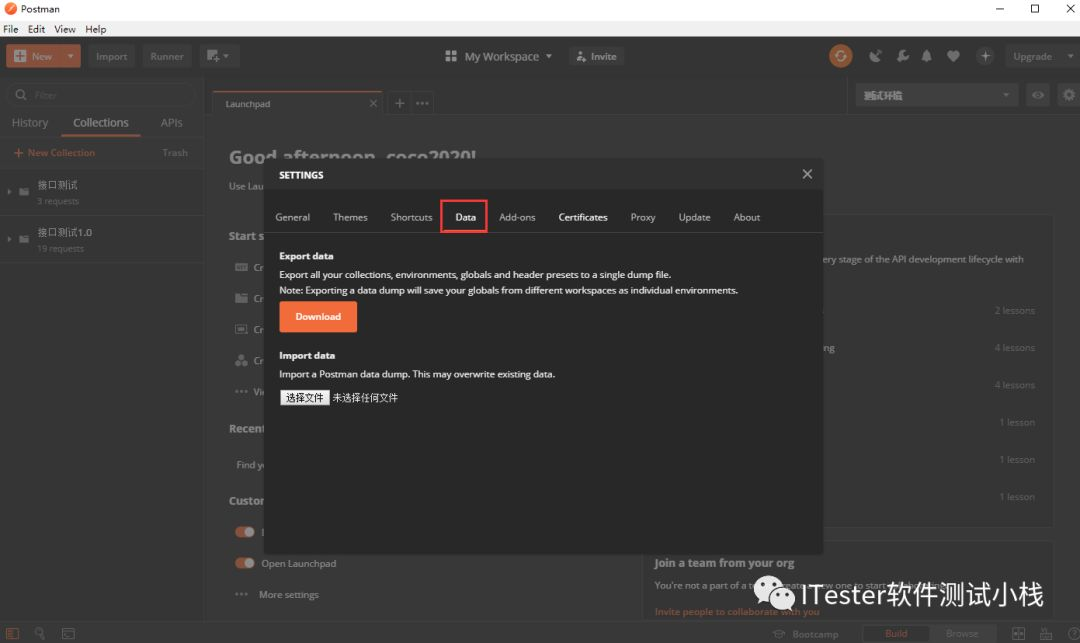 Postman
File Edit View Help
New Import Runner My Workspace Invite Upgrade
Filter
Launchpad
测试环境
History Collections APIs
New Collection Trash
接口测试
3 requests
接口测试1.0
19 requests
Good afternoon, coco2020!
Use Lau
SETTINGS
General Themes Shortcuts Data Add-ons Certificates Proxy Update About
Start s
Export data
Export all your collections, environments, globals and header presets to a single dump file.
Note: Exporting a data dump will save your globals from different workspaces as individual environments.
Download
Import data
Import a Postman data dump. This may overwrite existing data.
选择文件 未选择任何文件
Cr
Cr
Cr
Cr
Vi
ery stage of the API development lifecycle with
2 lessons
ng
4 lessons
4 lessons
1 lesson
1 lesson
1 lesson
Recent
Find yo
Custom
Open Launchpad
More settings
Join a team from your org
You're not a part of a
Invite people to collaborate with you
ITester软件测试小栈
Bootcamp Build Browse